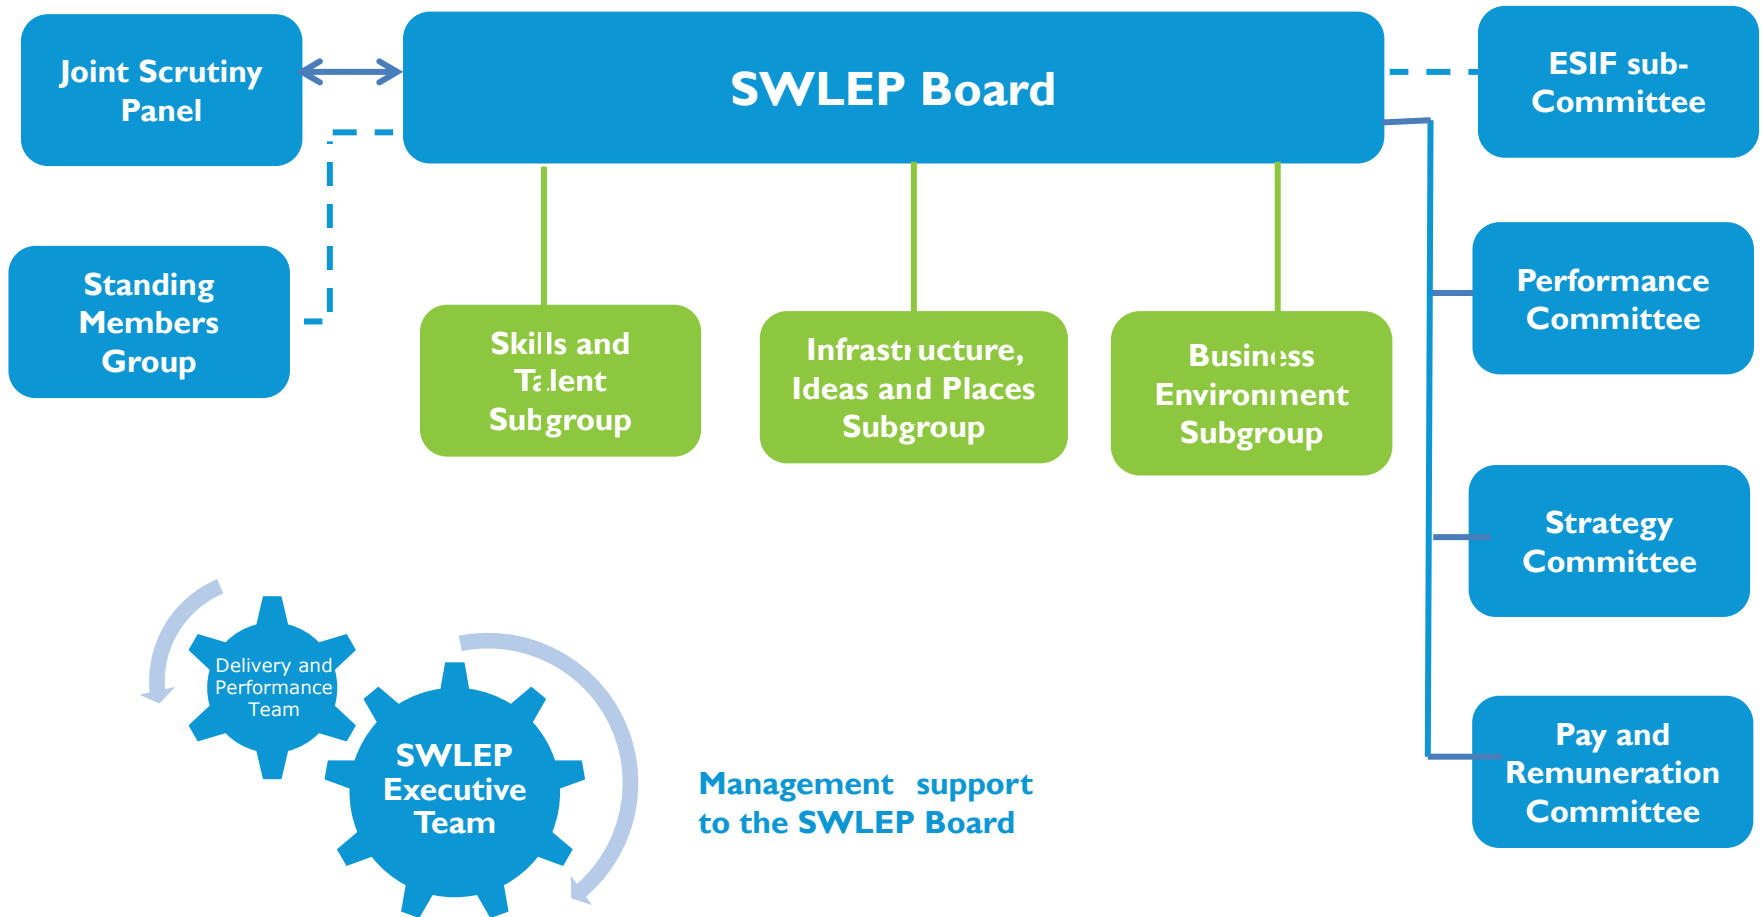 Joint Scrutiny
Panel
SWLEP Board
ESIF sub-
Committee
Standing
Members
Group
Performance
Committee
Skills and
Talent
Subgroup
Infrastructure,
Ideas and Places
Subgroup
Business
Environment
Subgroup
Strategy
Committee
Delivery and
Performance
Team
SWLEP
Executive
Team
Management support
to the SWLEP Board
Pay and
Remuneration
Committee